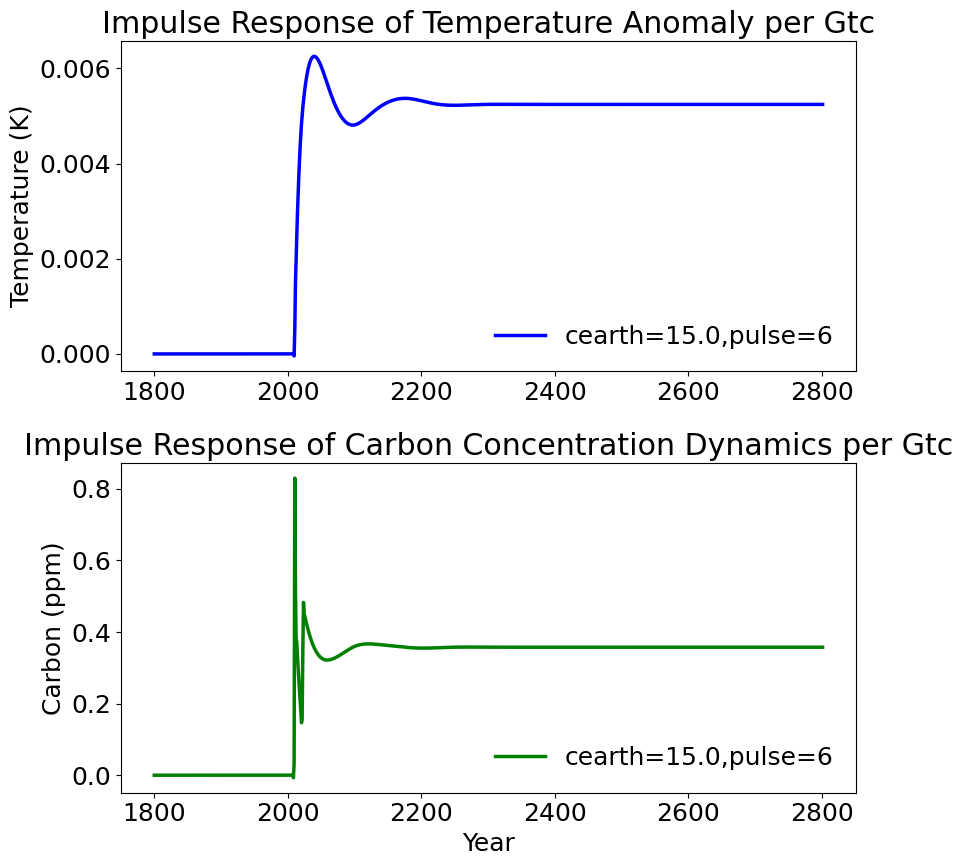 Impulse Response of Temperature Anomaly per Gtc
Temperature (K)
0.006
0.004
0.002
0.000
cearth=15.0,pulse=6
1800 2000 2200 2400 2600 2800
Impulse Response of Carbon Concentration Dynamics per Gtc
Carbon (ppm)
0.8
0.6
0.4
0.2
0.0
cearth=15.0,pulse=6
1800 2000 2200 2400 2600 2800
Year